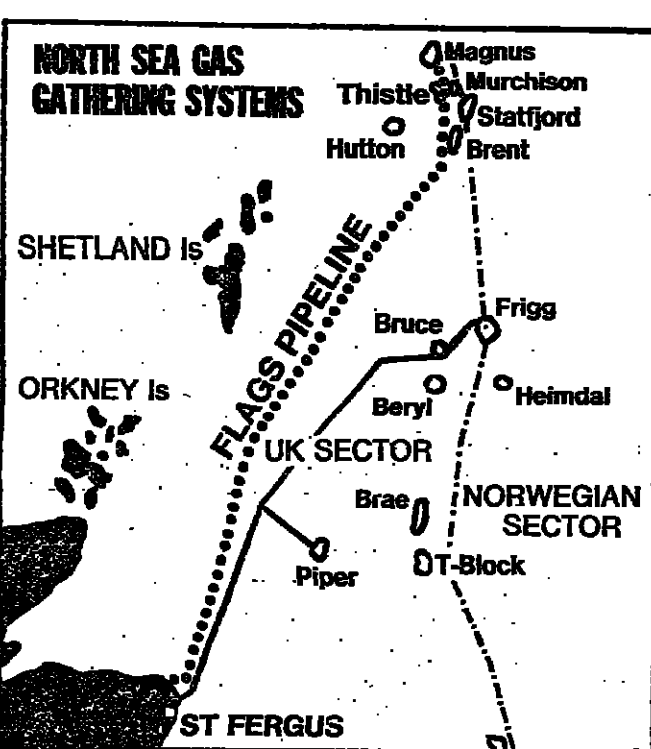 NORTH SEA GAS
GATHERING SYSTEMS
Magnus
Murchison
Thistle
Statfjord
Hutton
Brent
SHETLAND Is
FLAGS PIPELINE
Frigg
Bruce
ORKNEY Is
Beryl
Heimdal
UK SECTOR
Brae
NORWEGIAN
SECTOR
Piper
T-Block
ST FERGUS